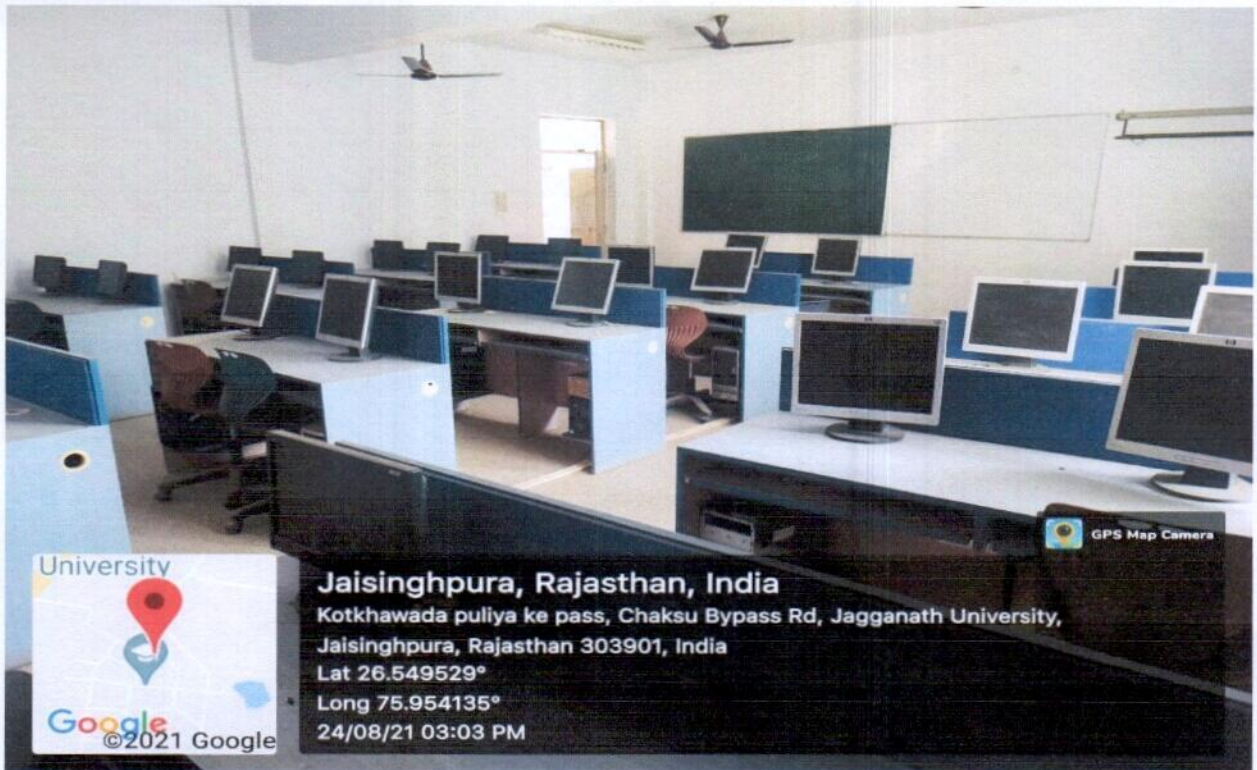 GPS Map Camera
University
Google
©2021 Google
Jaisinghpura, Rajasthan, India
Kotkhawada puliya ke pass, Chaksu Bypass Rd, Jagganath University,
Jaisinghpura, Rajasthan 303901, India
Lat 26.549529°
Long 75.954135°
24/08/21 03:03 PM